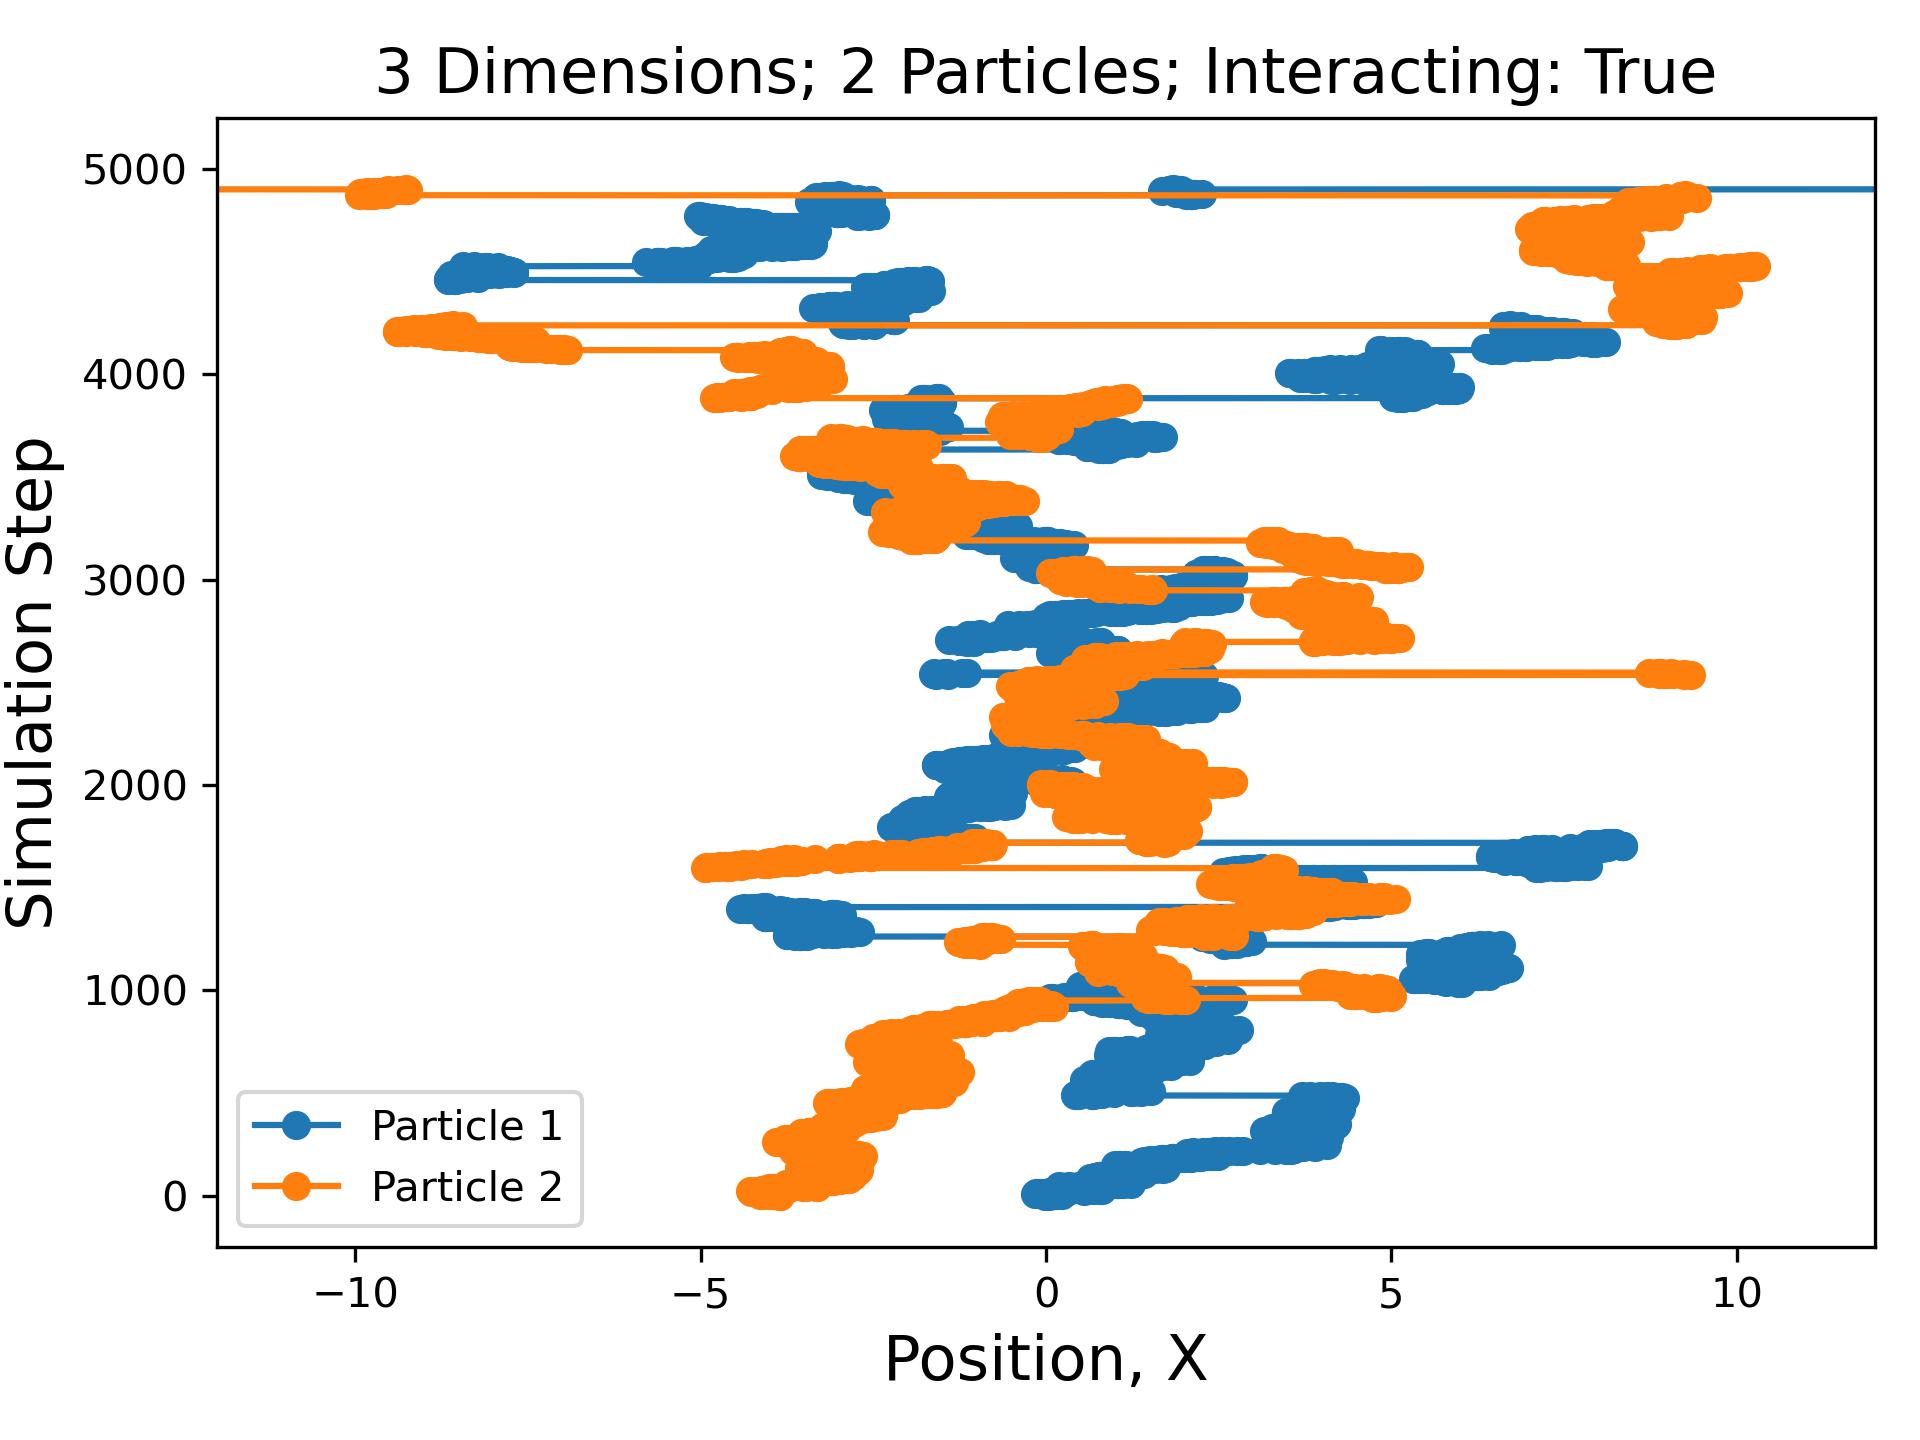 3 Dimensions; 2 Particles; Interacting: True
Simulation Step
5000
4000
3000
2000
1000
0
Particle 1
Particle 2
−10
−5
0
5
10
Position, X